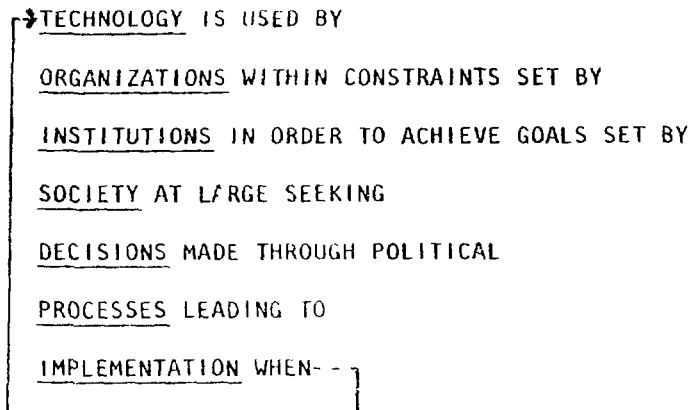 TECHNOLOGY IS USED BY
ORGANIZATIONS WITHIN CONSTRAINTS SET BY
INSTITUTIONS IN ORDER TO ACHIEVE GOALS SET BY
SOCIETY AT LARGE SEEKING
DECISIONS MADE THROUGH POLITICAL
PROCESSES LEADING TO
IMPLEMENTATION WHEN--